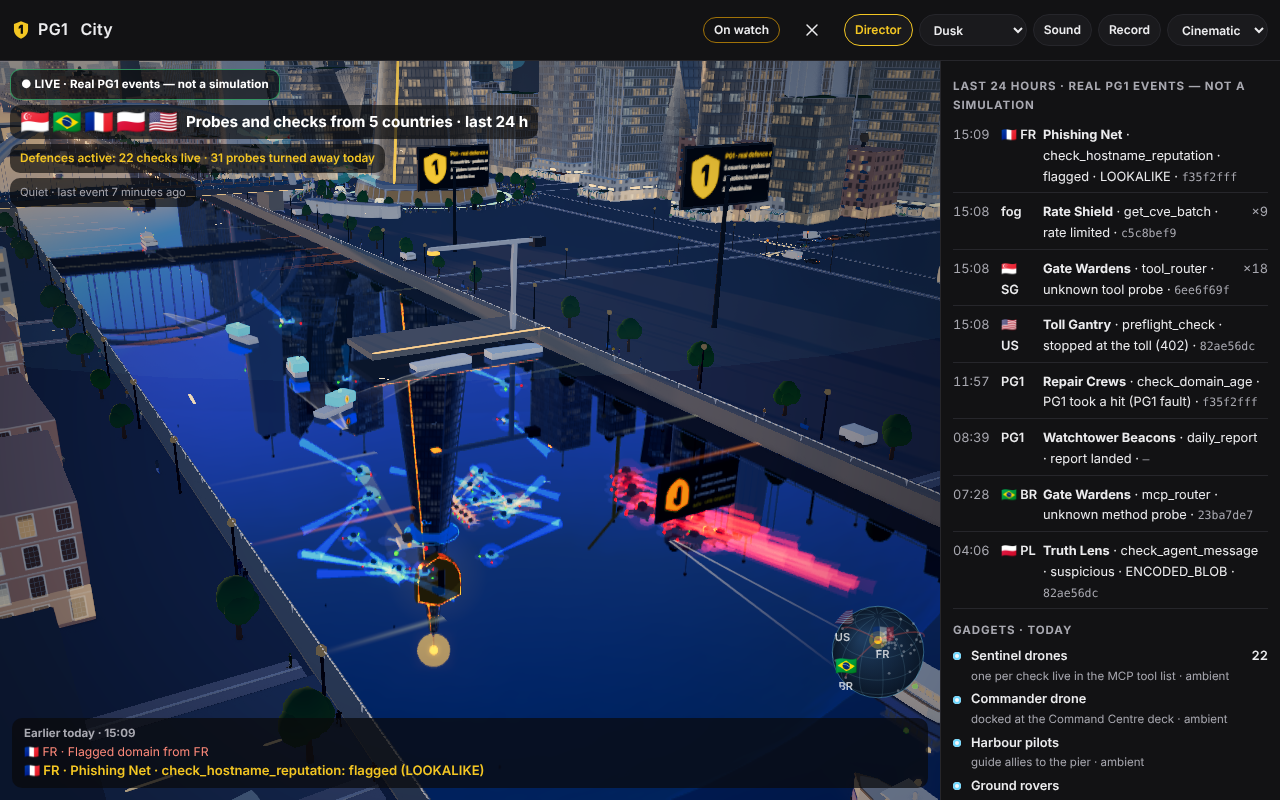 PG1 City
On watch
Director
Dusk
Sound
Record
Cinematic
LIVE · Real PG1 events — not a simulation
Probes and checks from 5 countries · last 24 h
Defences active: 22 checks live · 31 probes turned away today
Quiet · last event 7 minutes ago
US
FR
BR
Earlier today · 15:09
FR · Flagged domain from FR
FR · Phishing Net · check_hostname_reputation: flagged (LOOKALIKE)
LAST 24 HOURS · REAL PG1 EVENTS — NOT A
SIMULATION
15:09 FR Phishing Net ·
check_hostname_reputation ·
flagged · LOOKALIKE · f35f2fff
15:08 fog Rate Shield · get_cve_batch · ×9
rate limited · c5c8bef9
15:08 Gate Wardens · tool_router · ×18
SG unknown tool probe · 6ee6f69f
15:08 Toll Gantry · preflight_check ·
US stopped at the toll (402) · 82ae56dc
11:57 PG1 Repair Crews · check_domain_age ·
PG1 took a hit (PG1 fault) · f35f2fff
08:39 PG1 Watchtower Beacons · daily_report
· report landed · —
07:28 BR Gate Wardens · mcp_router ·
unknown method probe · 23ba7de7
04:06 PL Truth Lens · check_agent_message
· suspicious · ENCODED_BLOB ·
82ae56dc
GADGETS · TODAY
Sentinel drones 22
one per check live in the MCP tool list · ambient
Commander drone
docked at the Command Centre deck · ambient
Harbour pilots
guide allies to the pier · ambient
Ground rovers